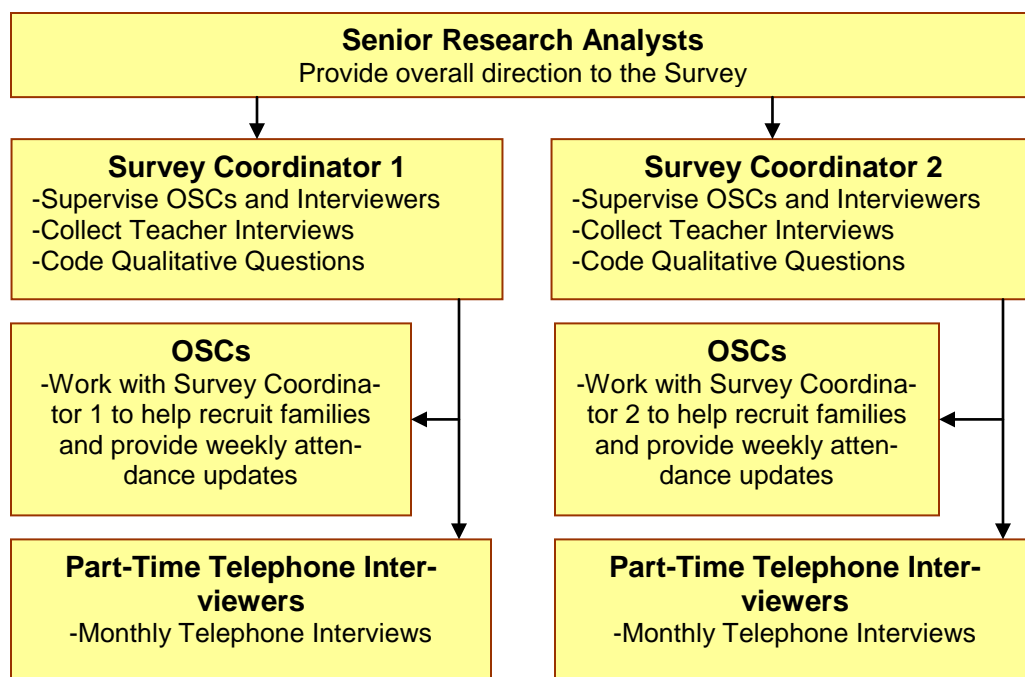 Senior Research Analysts
Provide overall direction to the Survey
Survey Coordinator 1
-Supervise OSCs and Interviewers
-Collect Teacher Interviews
-Code Qualitative Questions
Survey Coordinator 2
-Supervise OSCs and Interviewers
-Collect Teacher Interviews
-Code Qualitative Questions
OSCs
-Work with Survey Coordina-
tor 1 to help recruit families
and provide weekly atten-
dance updates
OSCs
-Work with Survey Coordina-
tor 2 to help recruit families
and provide weekly atten-
dance updates
Part-Time Telephone Inter-
viewers
-Monthly Telephone Interviews
Part-Time Telephone Inter-
viewers
-Monthly Telephone Interviews